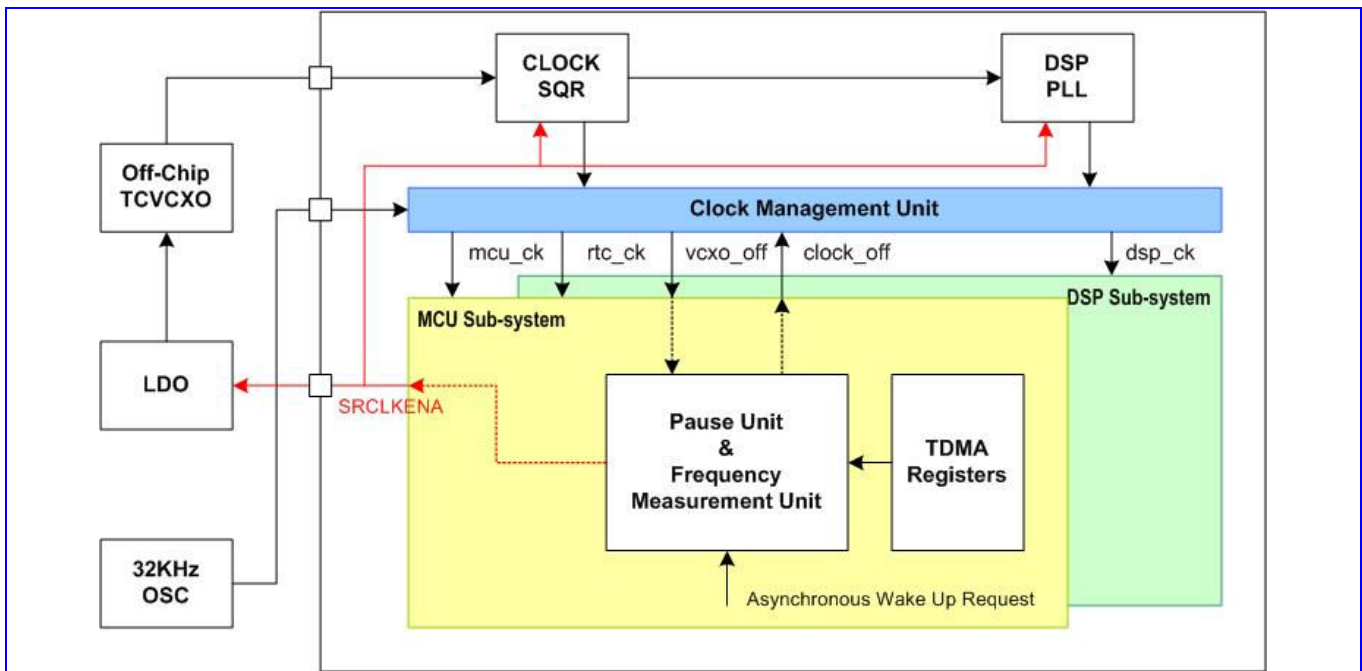 CLOCK
SQR
DSP
PLL
Off-Chip
TCVCXO
Clock Management Unit
mcu_ck
rtc_ck
vcxo_off
clock_off
dsp_ck
DSP Sub-system
MCU Sub-system
LDO
SRCLKENA
Pause Unit
&
Frequency
Measurement Unit
TDMA
Registers
32KHz
OSC
Asynchronous Wake Up Request